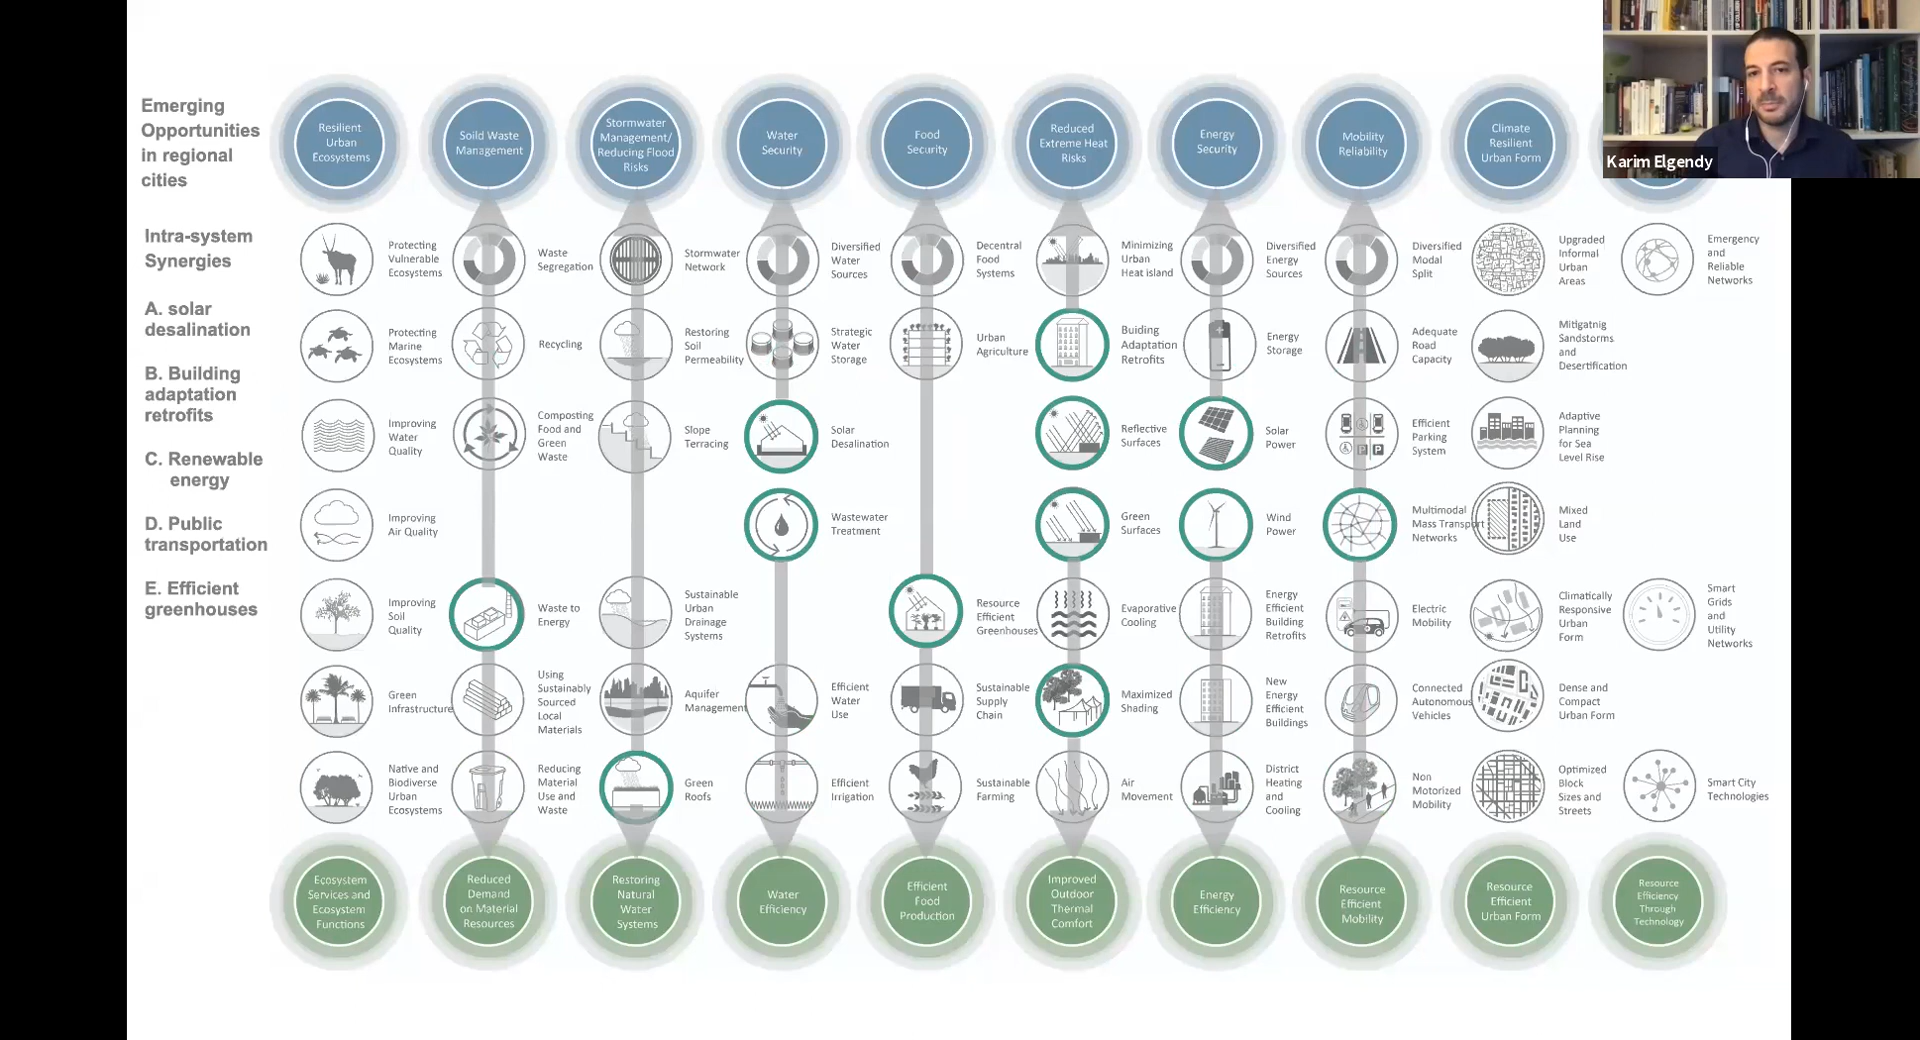 Emerging
Opportunities
in regional
cities
Resilient
Urban
Ecosystems
Soild Waste
Management
Stormwater
Management/
Reducing Flood
Risks
Water
Security
Food
Security
Reduced
Extreme Heat
Risks
Energy
Security
Mobility
Reliability
Climate
Resilient
Urban Form
Karim Elgendy
Intra-system
Synergies
Protecting
Vulnerable
Ecosystems
Waste
Segregation
Stormwater
Network
Diversified
Water
Sources
Decentral
Food
Systems
Minimizing
Urban
Heat island
Diversified
Energy
Sources
Diversified
Modal
Split
Upgraded
Informal
Urban
Areas
Emergency
and
Reliable
Networks
A. solar
desalination
Protecting
Marine
Ecosystems
Recycling
Restoring
Soil
Permeability
Strategic
Water
Storage
Urban
Agriculture
Buiding
Adaptation
Retrofits
Energy
Storage
Adequate
Road
Capacity
Mitigatnig
Sandstorms
and
Desertification
B. Building
adaptation
retrofits
Improving
Water
Quality
Composting
Food and
Green
Waste
Slope
Terracing
Solar
Desalination
Reflective
Surfaces
Solar
Power
Efficient
Parking
System
Adaptive
Planning
for Sea
Level Rise
C. Renewable
energy
Improving
Air Quality
Wastewater
Treatment
Green
Surfaces
Wind
Power
Multimodal
Mass Transport
Networks
Mixed
Land
Use
D. Public
transportation
E. Efficient
greenhouses
Improving
Soil
Quality
Waste to
Energy
Sustainable
Urban
Drainage
Systems
Resource
Efficient
Greenhouses
Evaporative
Cooling
Energy
Efficient
Building
Retrofits
Electric
Mobility
Climatically
Responsive
Urban
Form
Smart
Grids
and
Utility
Networks
Green
Infrastructure
Using
Sustainably
Sourced
Local
Materials
Aquifer
Management
Efficient
Water
Use
Sustainable
Supply
Chain
Maximized
Shading
New
Energy
Efficient
Buildings
Connected
Autonomous
Vehicles
Dense and
Compact
Urban Form
Native and
Biodiverse
Urban
Ecosystems
Reducing
Material
Use and
Waste
Green
Roofs
Efficient
Irrigation
Sustainable
Farming
Air
Movement
District
Heating
and
Cooling
Non
Motorized
Mobility
Optimized
Block
Sizes and
Streets
Smart City
Technologies
Ecosystem
Services and
Ecosystem
Functions
Reduced
Demand
on Material
Resources
Restoring
Natural
Water
Systems
Water
Efficiency
Efficient
Food
Production
Improved
Outdoor
Thermal
Comfort
Energy
Efficiency
Resource
Efficient
Mobility
Resource
Efficient
Urban Form
Resource
Efficiency
Through
Technology